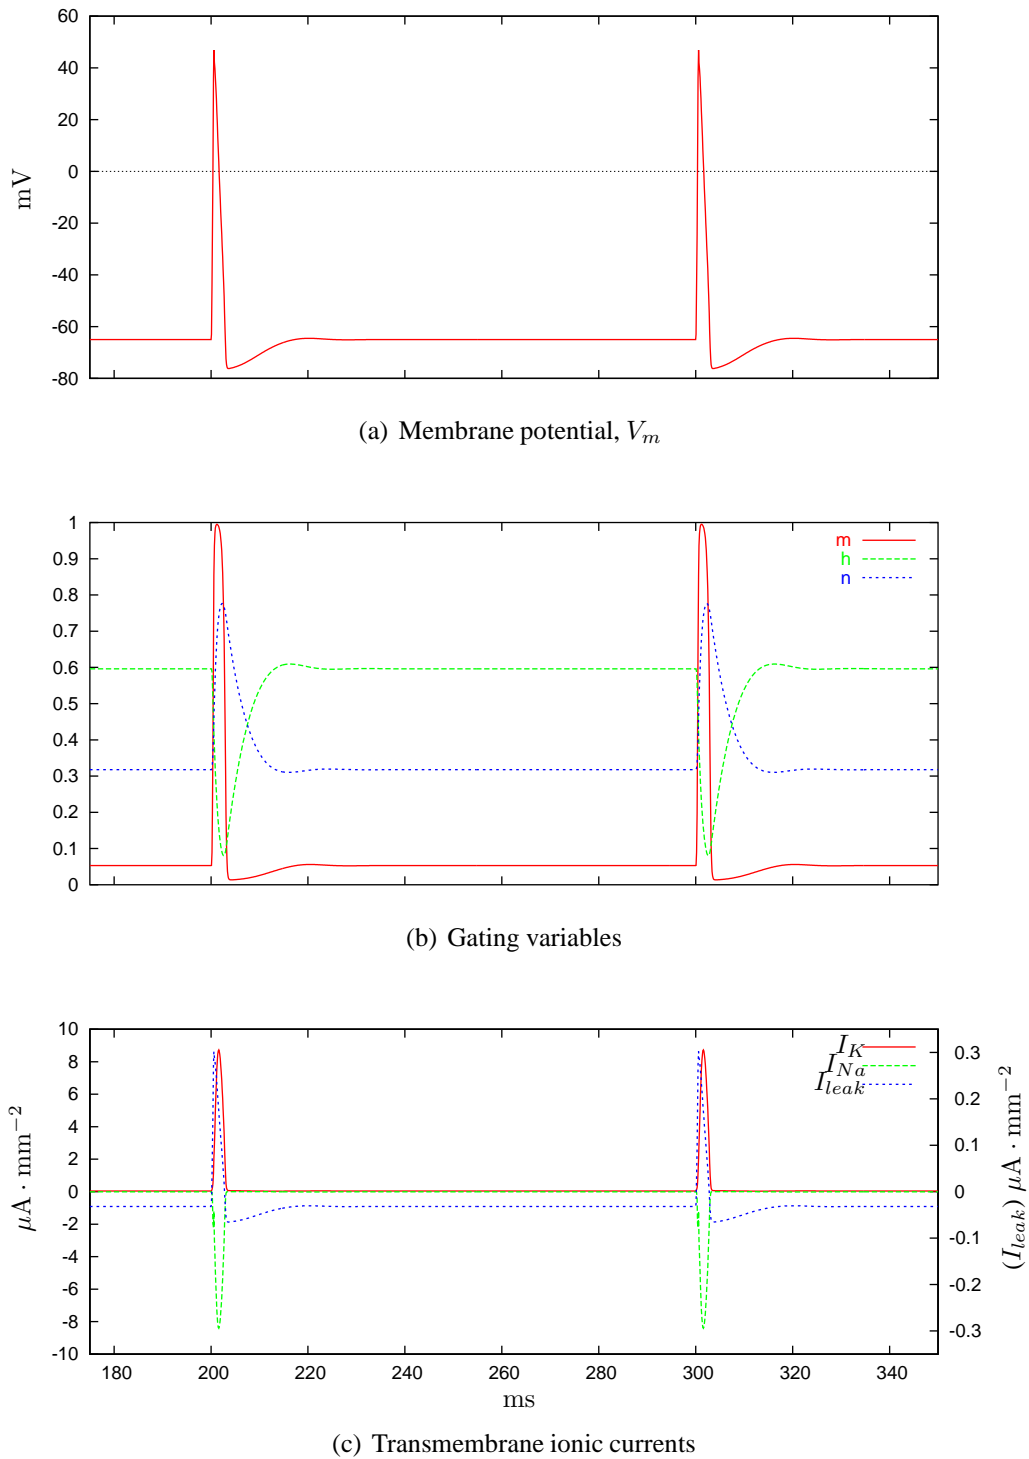 60
40
20
0
-20
-40
-60
-80
mV
(a) Membrane potential, V_m
1
0.9
0.8
0.7
0.6
0.5
0.4
0.3
0.2
0.1
0
m
h
n
(b) Gating variables
10
8
6
4
2
0
-2
-4
-6
-8
-10
μA · mm⁻²
I_K
I_Na
I_leak
0.3
0.2
0.1
0
-0.1
-0.2
-0.3
(I_leak) μA · mm⁻²
180 200 220 240 260 280 300 320 340
ms
(c) Transmembrane ionic currents